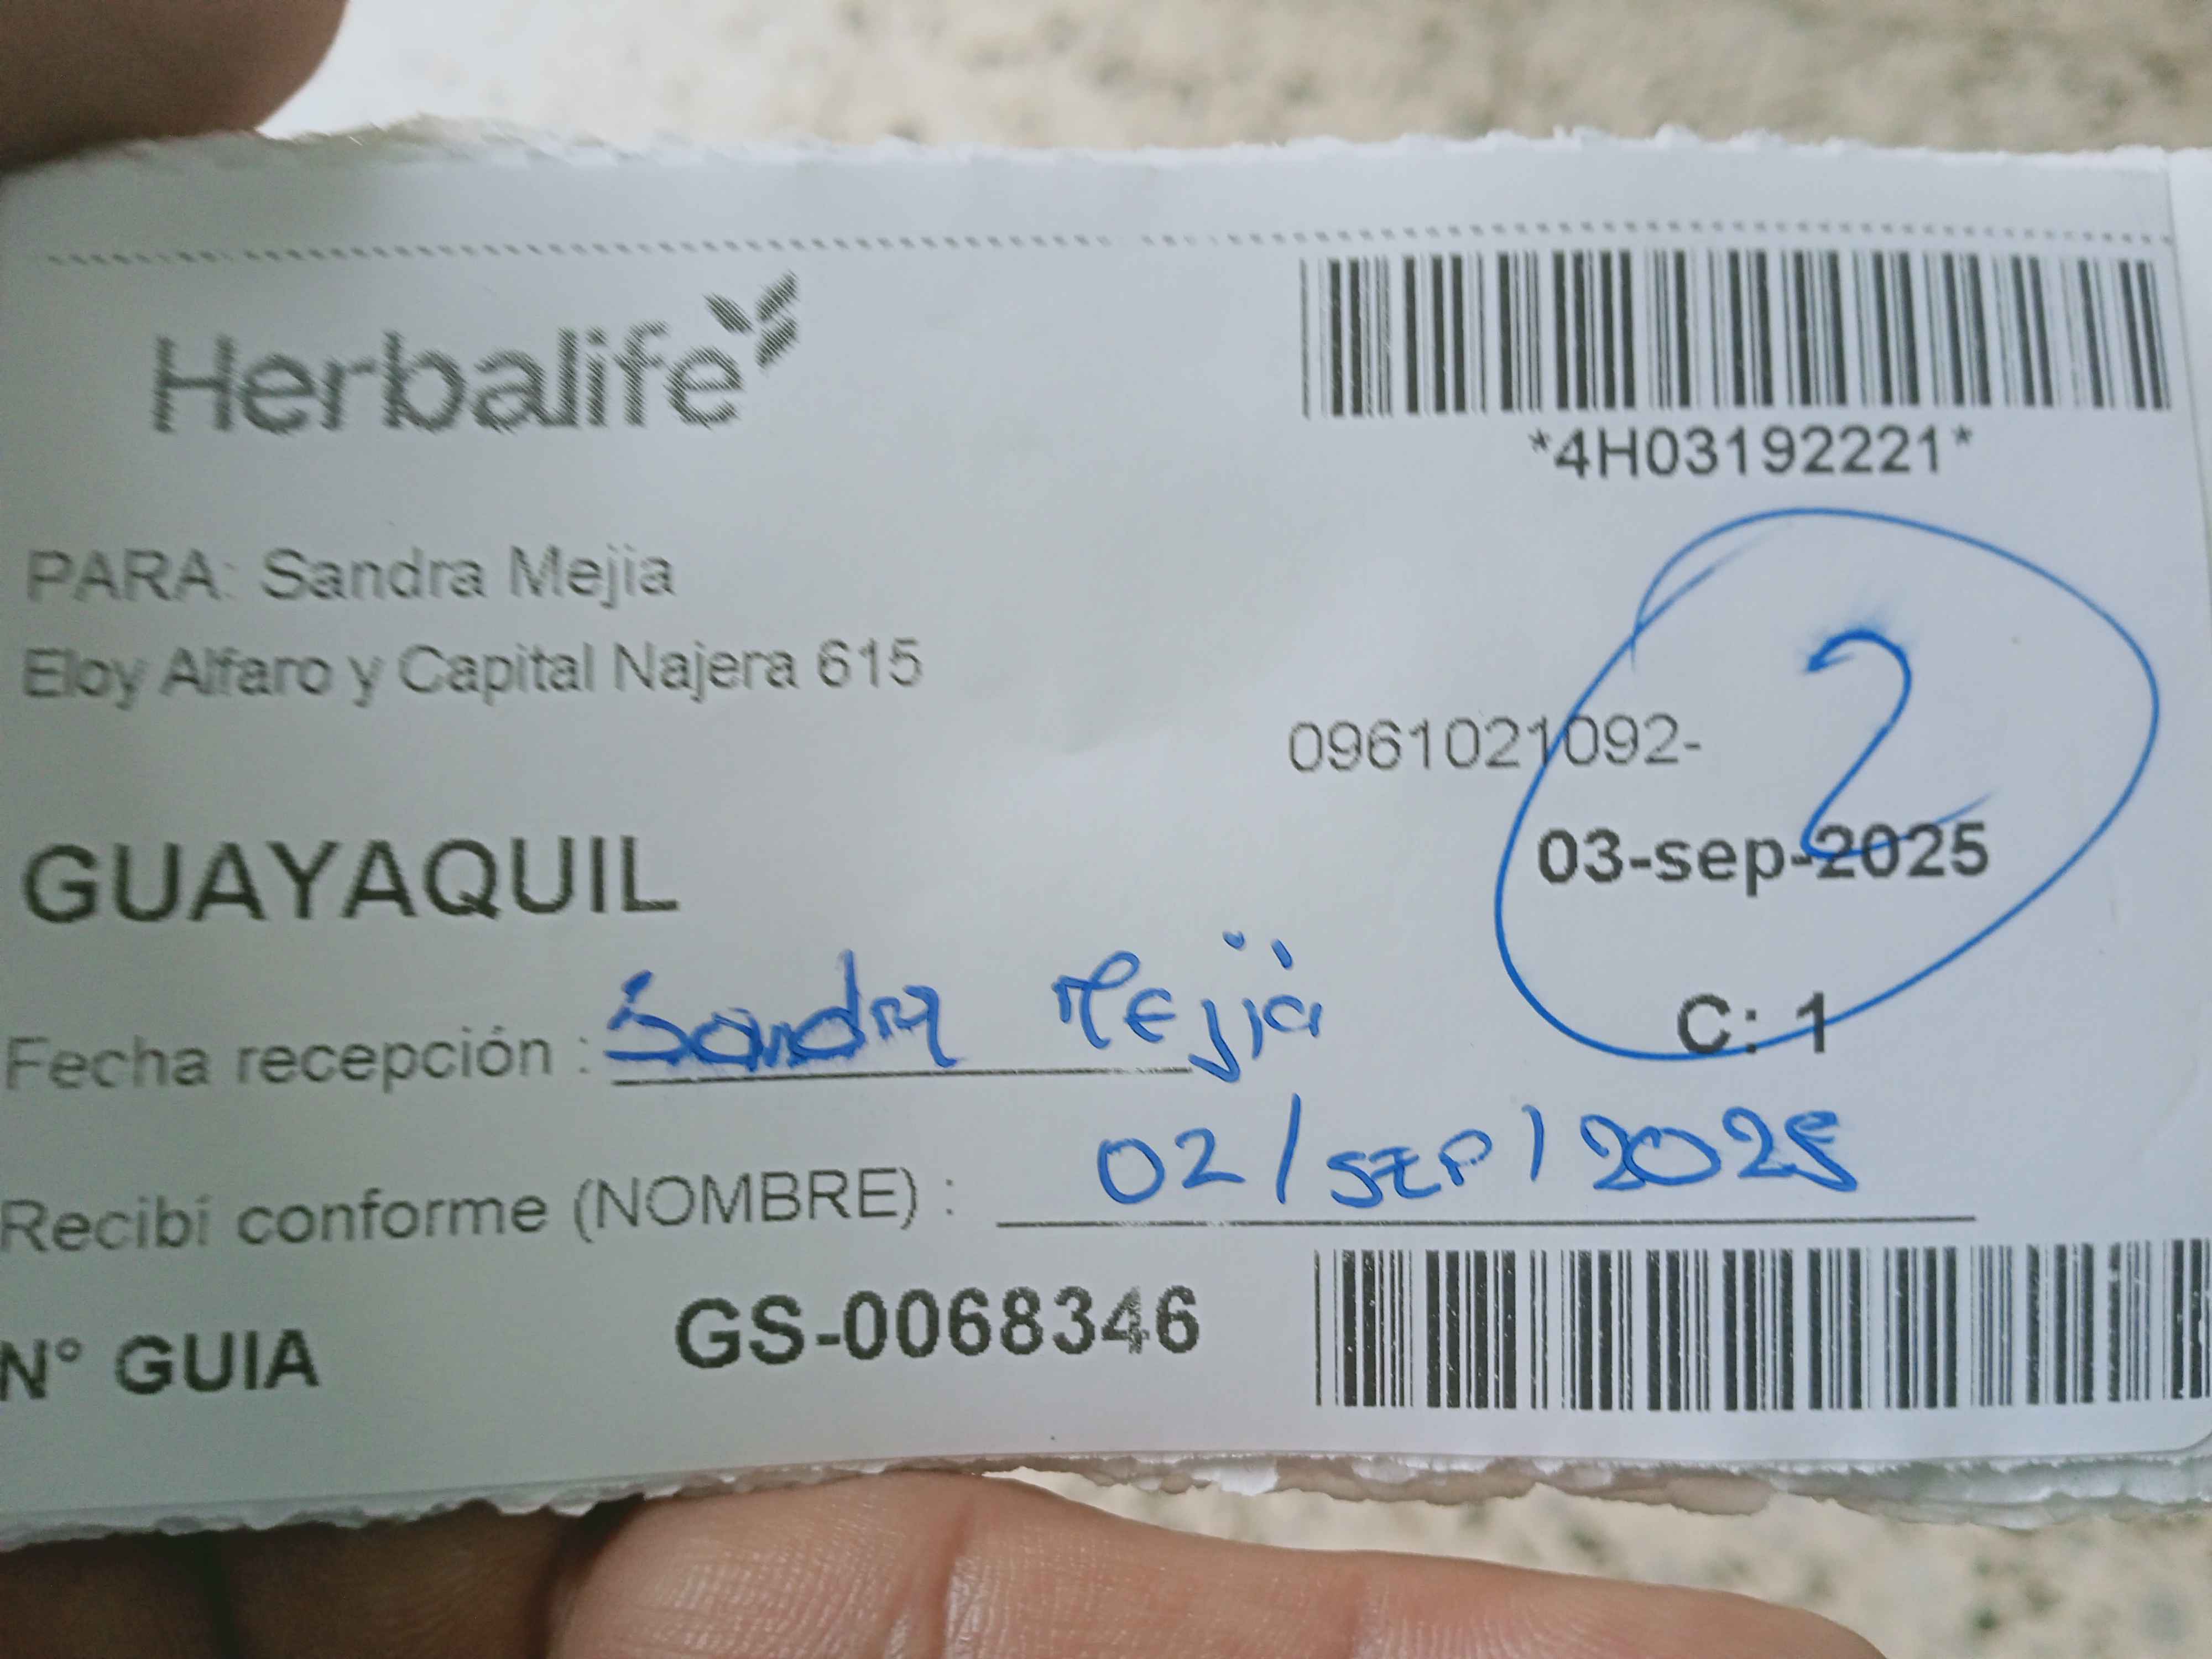 Herbalife
*4H03192221*
PARA: Sandra Mejia
Eloy Alfaro y Capital Najera 615
2
0961021092-
GUAYAQUIL
03-sep-2025
C: 1
Fecha recepción : Sandra Mejia
Recibí conforme (NOMBRE) : 02/SEP/2025
N° GUIA GS-0068346